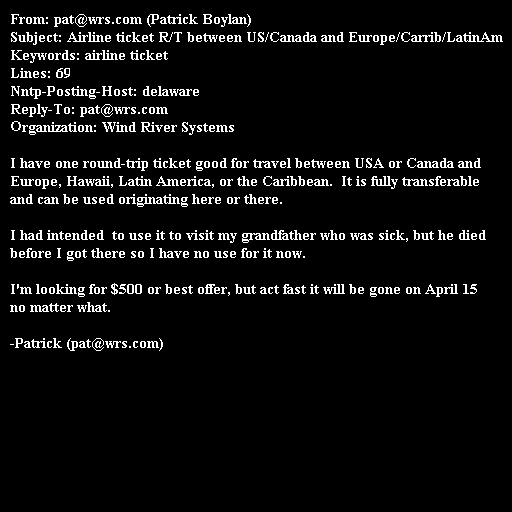 From: pat@wrs.com (Patrick Boylan)
Subject: Airline ticket R/T between US/Canada and Europe/Carrib/LatinAm
Keywords: airline ticket
Lines: 69
Nntp-Posting-Host: delaware
Reply-To: pat@wrs.com
Organization: Wind River Systems

I have one round-trip ticket good for travel between USA or Canada and
Europe, Hawaii, Latin America, or the Caribbean.  It is fully transferable
and can be used originating here or there.

I had intended  to use it to visit my grandfather who was sick, but he died
before I got there so I have no use for it now.

I'm looking for $500 or best offer, but act fast it will be gone on April 15
no matter what.

-Patrick (pat@wrs.com)